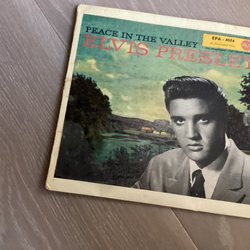 PEACE IN THE VALLEY
EPA - 4054
ELVIS PRESLEY